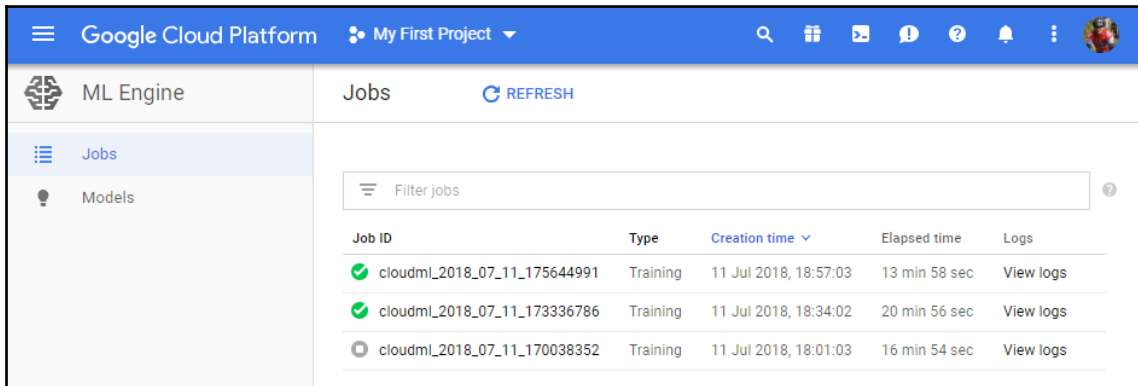 Google Cloud Platform My First Project
ML Engine Jobs REFRESH
Jobs
Models
Filter jobs
Job ID Type Creation time Elapsed time Logs
cloudml_2018_07_11_175644991 Training 11 Jul 2018, 18:57:03 13 min 58 sec View logs
cloudml_2018_07_11_173336786 Training 11 Jul 2018, 18:34:02 20 min 56 sec View logs
cloudml_2018_07_11_170038352 Training 11 Jul 2018, 18:01:03 16 min 54 sec View logs